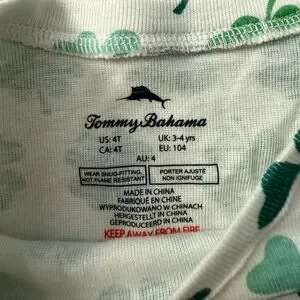 Tommy Bahama
US: 4T UK: 3-4 yrs
CA: 4T EU: 104
AU: 4
WEAR SNUG-FITTING, NOT FLAME RESISTANT
PORTER AJUSTÉ NON IGNIFUGE
MADE IN CHINA
FABRIQUÉ EN CHINE
WYPRODUKOWANO W CHINACH
HERGESTELLT IN CHINA
GEPRODUCEERD IN CHINA
KEEP AWAY FROM FIRE